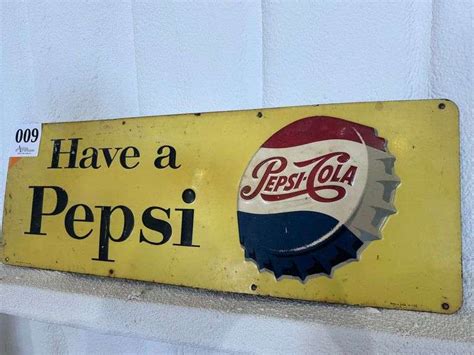 009
Have a
Pepsi
PEPSI-COLA